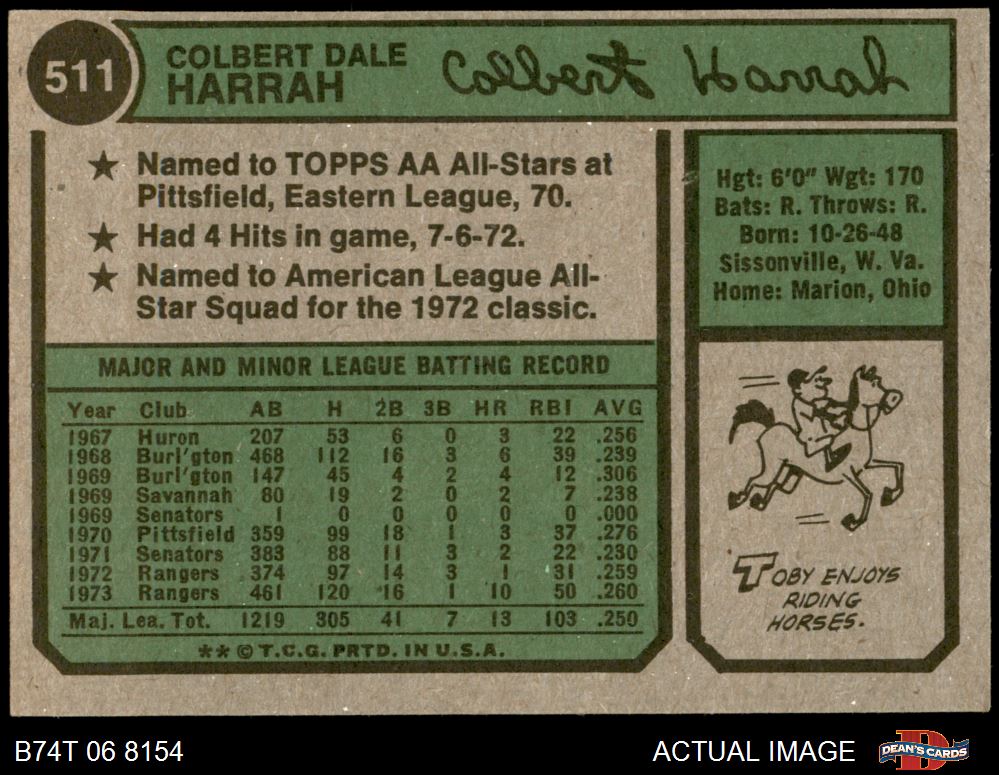 511
COLBERT DALE
HARRAH
Colbert Harrah
★ Named to TOPPS AA All-Stars at
Pittsfield, Eastern League, 70.
★ Had 4 Hits in game, 7-6-72.
★ Named to American League All-
Star Squad for the 1972 classic.
Hgt: 6'0" Wgt: 170
Bats: R. Throws: R.
Born: 10-26-48
Sissonville, W. Va.
Home: Marion, Ohio
MAJOR AND MINOR LEAGUE BATTING RECORD
Year Club AB H 2B 3B HR RBI AVG
1967 Huron 207 53 6 0 3 22 .256
1968 Burl'gton 468 112 16 3 6 39 .239
1969 Burl'gton 147 45 4 2 4 12 .306
1969 Savannah 80 19 2 0 2 7 .238
1969 Senators 1 0 0 0 0 0 .000
1970 Pittsfield 359 99 18 1 3 37 .276
1971 Senators 383 88 11 3 2 22 .230
1972 Rangers 374 97 14 3 1 31 .259
1973 Rangers 461 120 16 1 10 50 .260
Maj. Lea. Tot. 1219 305 41 7 13 103 .250
** © T.C.G. PRTD. IN U.S.A.
TOBY ENJOYS
RIDING
HORSES.
B74T 06 8154
ACTUAL IMAGE
D
DEAN'S CARDS